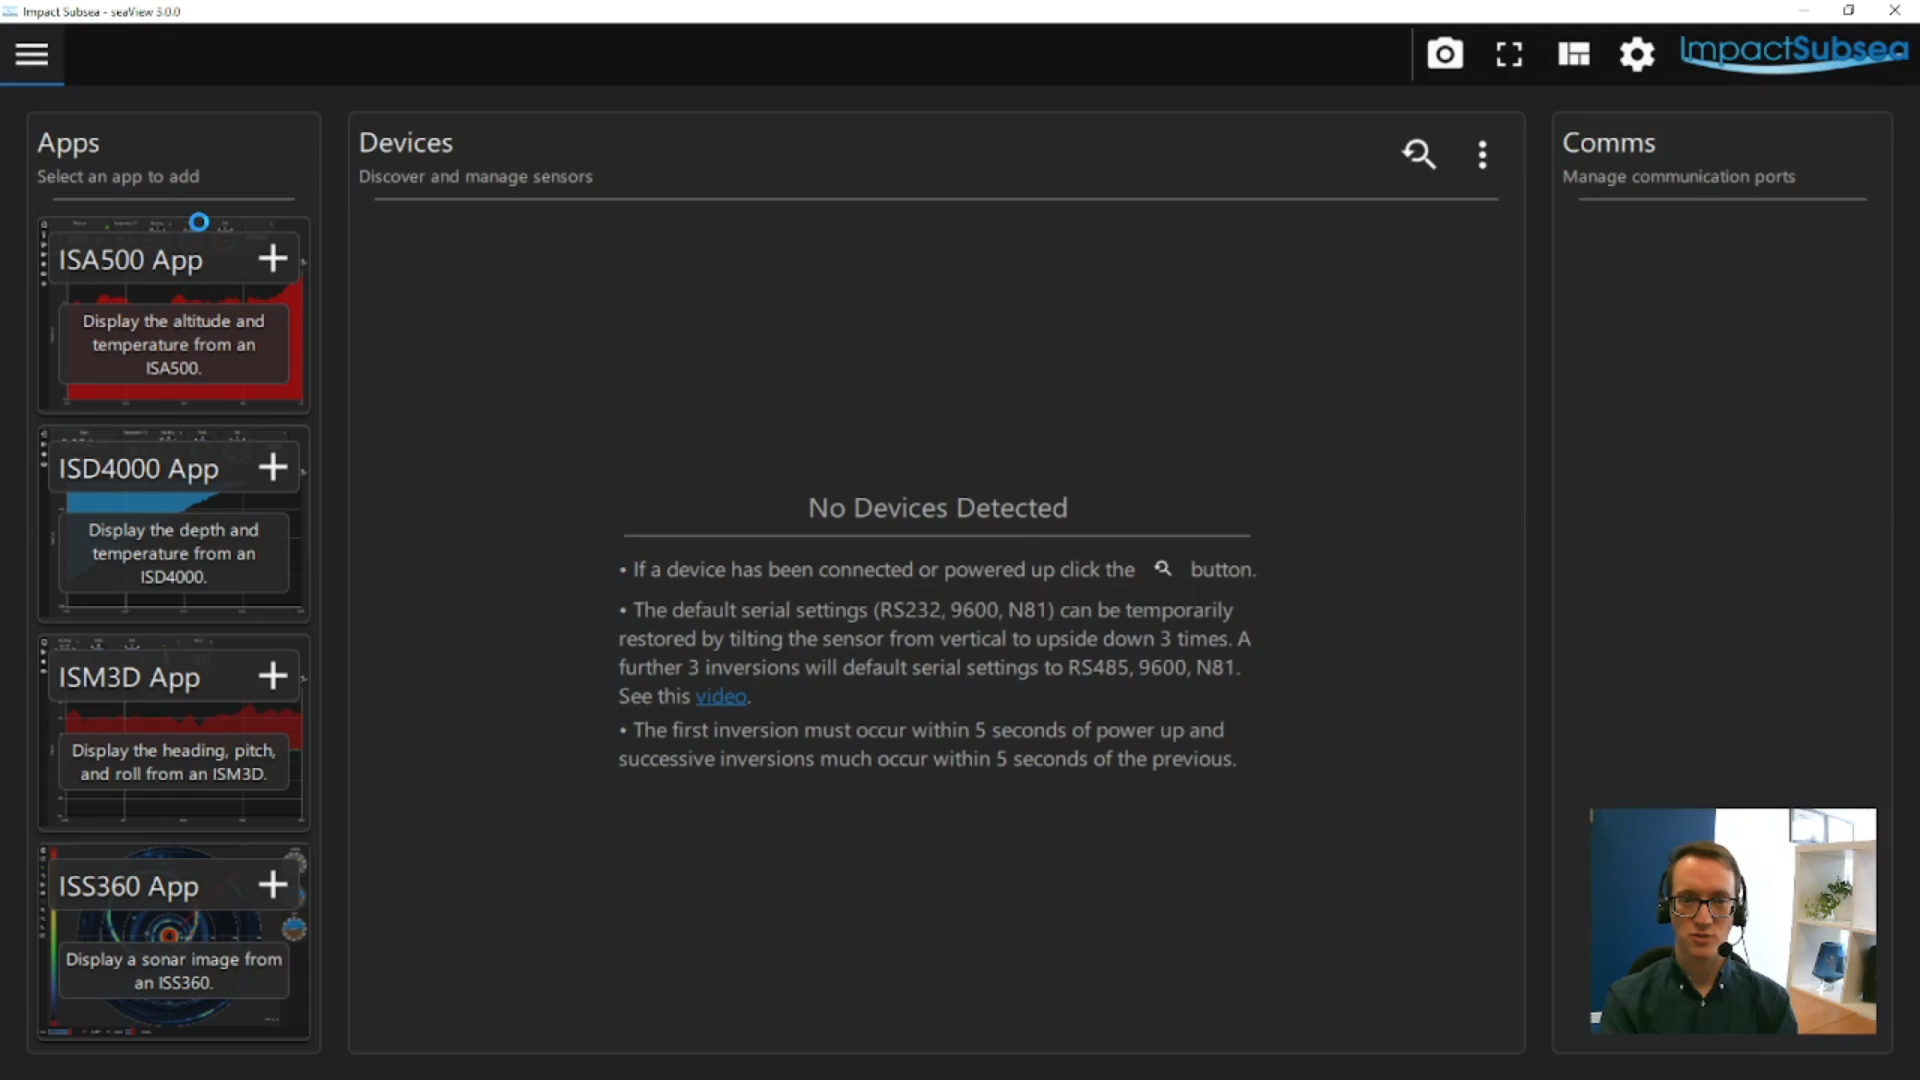 Impact Subsea - seaView 3.0.0
ImpactSubsea
Apps
Select an app to add
ISA500 App
Display the altitude and
temperature from an
ISA500.
ISD4000 App
Display the depth and
temperature from an
ISD4000.
ISM3D App
Display the heading, pitch,
and roll from an ISM3D.
ISS360 App
Display a sonar image from
an ISS360.
Devices
Discover and manage sensors
No Devices Detected
• If a device has been connected or powered up click the button.
• The default serial settings (RS232, 9600, N81) can be temporarily
restored by tilting the sensor from vertical to upside down 3 times. A
further 3 inversions will default serial settings to RS485, 9600, N81.
See this video.
• The first inversion must occur within 5 seconds of power up and
successive inversions much occur within 5 seconds of the previous.
Comms
Manage communication ports